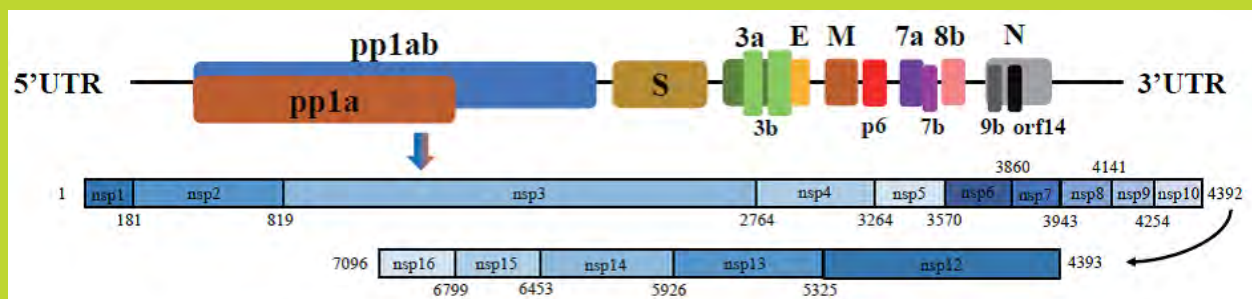 3a E M 7a 8b N
pp1ab
5'UTR pp1a S 3'UTR
3b p6 7b 9b orf14
3860 4141
1 nsp1 nsp2 nsp3 nsp4 nsp5 nsp6 nsp7 nsp8 nsp9 nsp10 4392
181 819 2764 3264 3570 3943 4254
7096 nsp16 nsp15 nsp14 nsp13 nsp12 4393
6799 6453 5926 5325